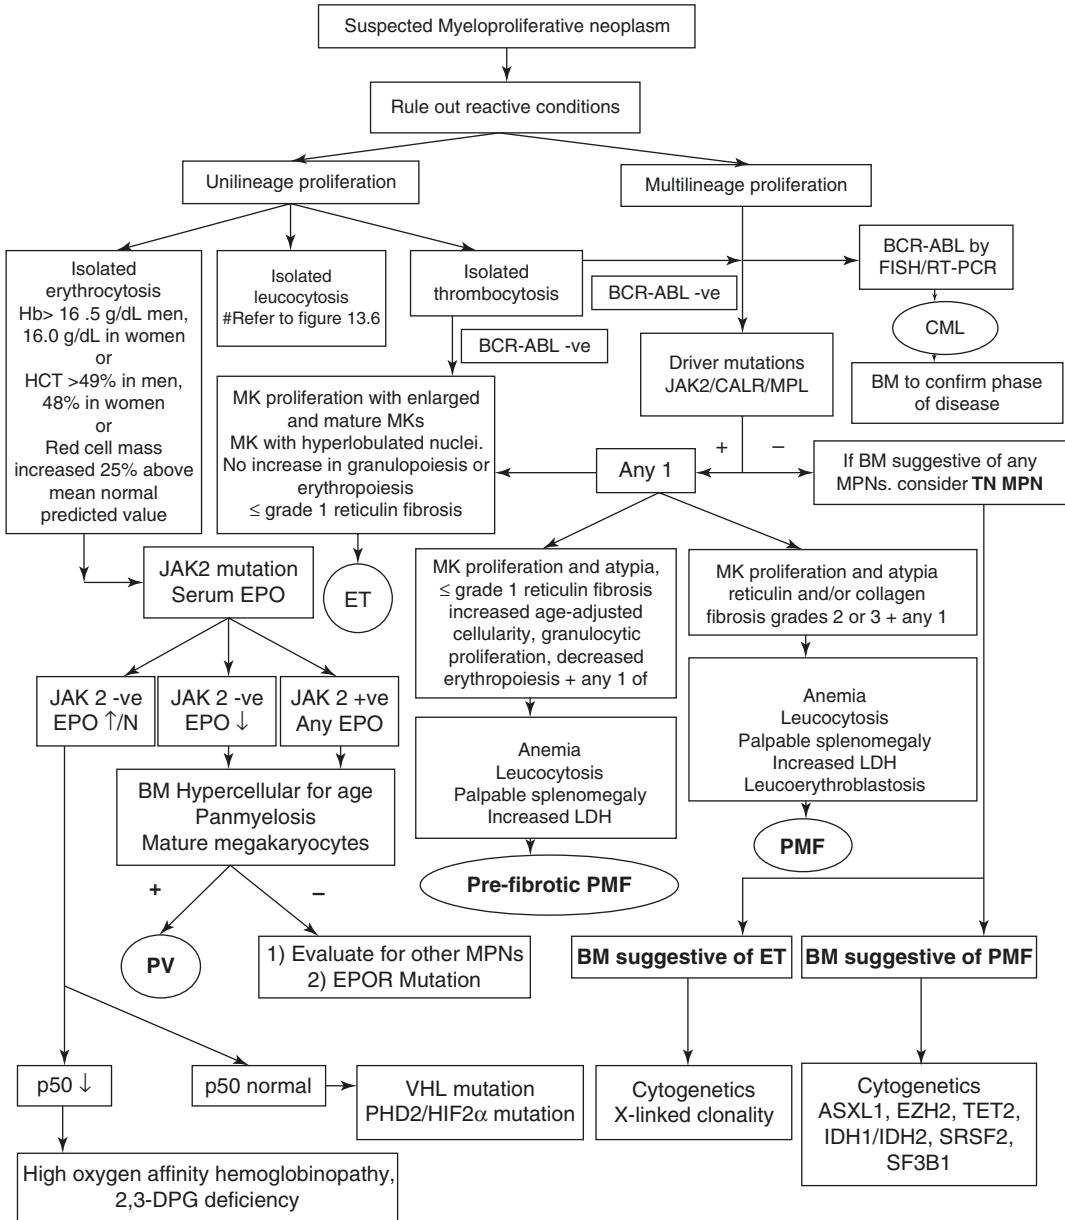 Suspected Myeloproliferative neoplasm
Rule out reactive conditions
Unilineage proliferation
Multilineage proliferation
Isolated
erythrocytosis
Hb> 16 .5 g/dL men,
16.0 g/dL in women
or
HCT >49% in men,
48% in women
or
Red cell mass
increased 25% above
mean normal
predicted value
Isolated
leucocytosis
#Refer to figure 13.6
Isolated
thrombocytosis
BCR-ABL -ve
BCR-ABL by
FISH/RT-PCR
CML
BM to confirm phase
of disease
BCR-ABL -ve
Driver mutations
JAK2/CALR/MPL
+
–
MK proliferation with enlarged
and mature MKs
MK with hyperlobulated nuclei.
No increase in granulopoiesis or
erythropoiesis
≤ grade 1 reticulin fibrosis
Any 1
If BM suggestive of any
MPNs. consider TN MPN
JAK2 mutation
Serum EPO
ET
MK proliferation and atypia,
≤ grade 1 reticulin fibrosis
increased age-adjusted
cellularity, granulocytic
proliferation, decreased
erythropoiesis + any 1 of
MK proliferation and atypia
reticulin and/or collagen
fibrosis grades 2 or 3 + any 1
JAK 2 -ve
EPO ↑/N
JAK 2 -ve
EPO ↓
JAK 2 +ve
Any EPO
Anemia
Leucocytosis
Palpable splenomegaly
Increased LDH
Anemia
Leucocytosis
Palpable splenomegaly
Increased LDH
Leucoerythroblastosis
BM Hypercellular for age
Panmyelosis
Mature megakaryocytes
+
–
Pre-fibrotic PMF
PMF
PV
1) Evaluate for other MPNs
2) EPOR Mutation
BM suggestive of ET
BM suggestive of PMF
p50 ↓
p50 normal
VHL mutation
PHD2/HIF2α mutation
Cytogenetics
X-linked clonality
Cytogenetics
ASXL1, EZH2, TET2,
IDH1/IDH2, SRSF2,
SF3B1
High oxygen affinity hemoglobinopathy,
2,3-DPG deficiency